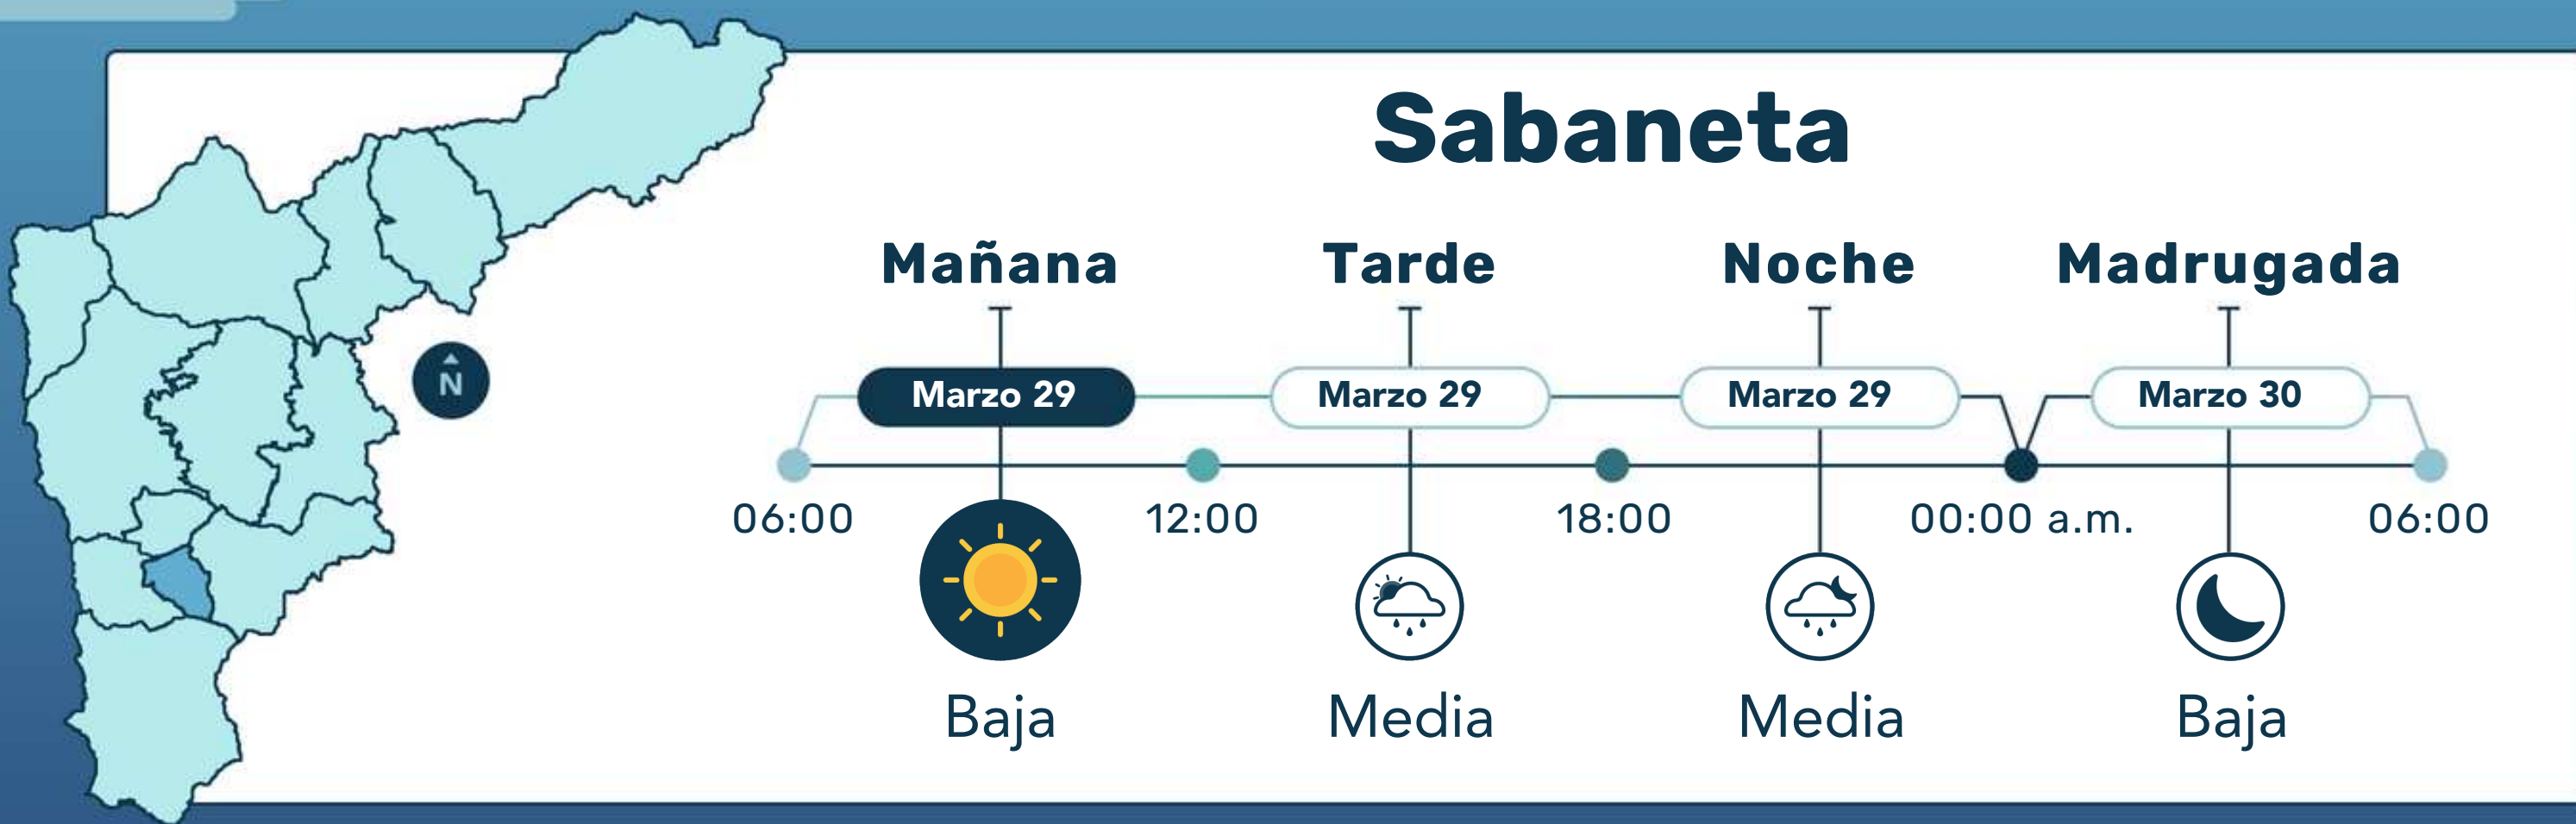 Sabaneta
Mañana Tarde Noche Madrugada
N
Marzo 29 Marzo 29 Marzo 29 Marzo 30
06:00 12:00 18:00 00:00 a.m. 06:00
Baja Media Media Baja